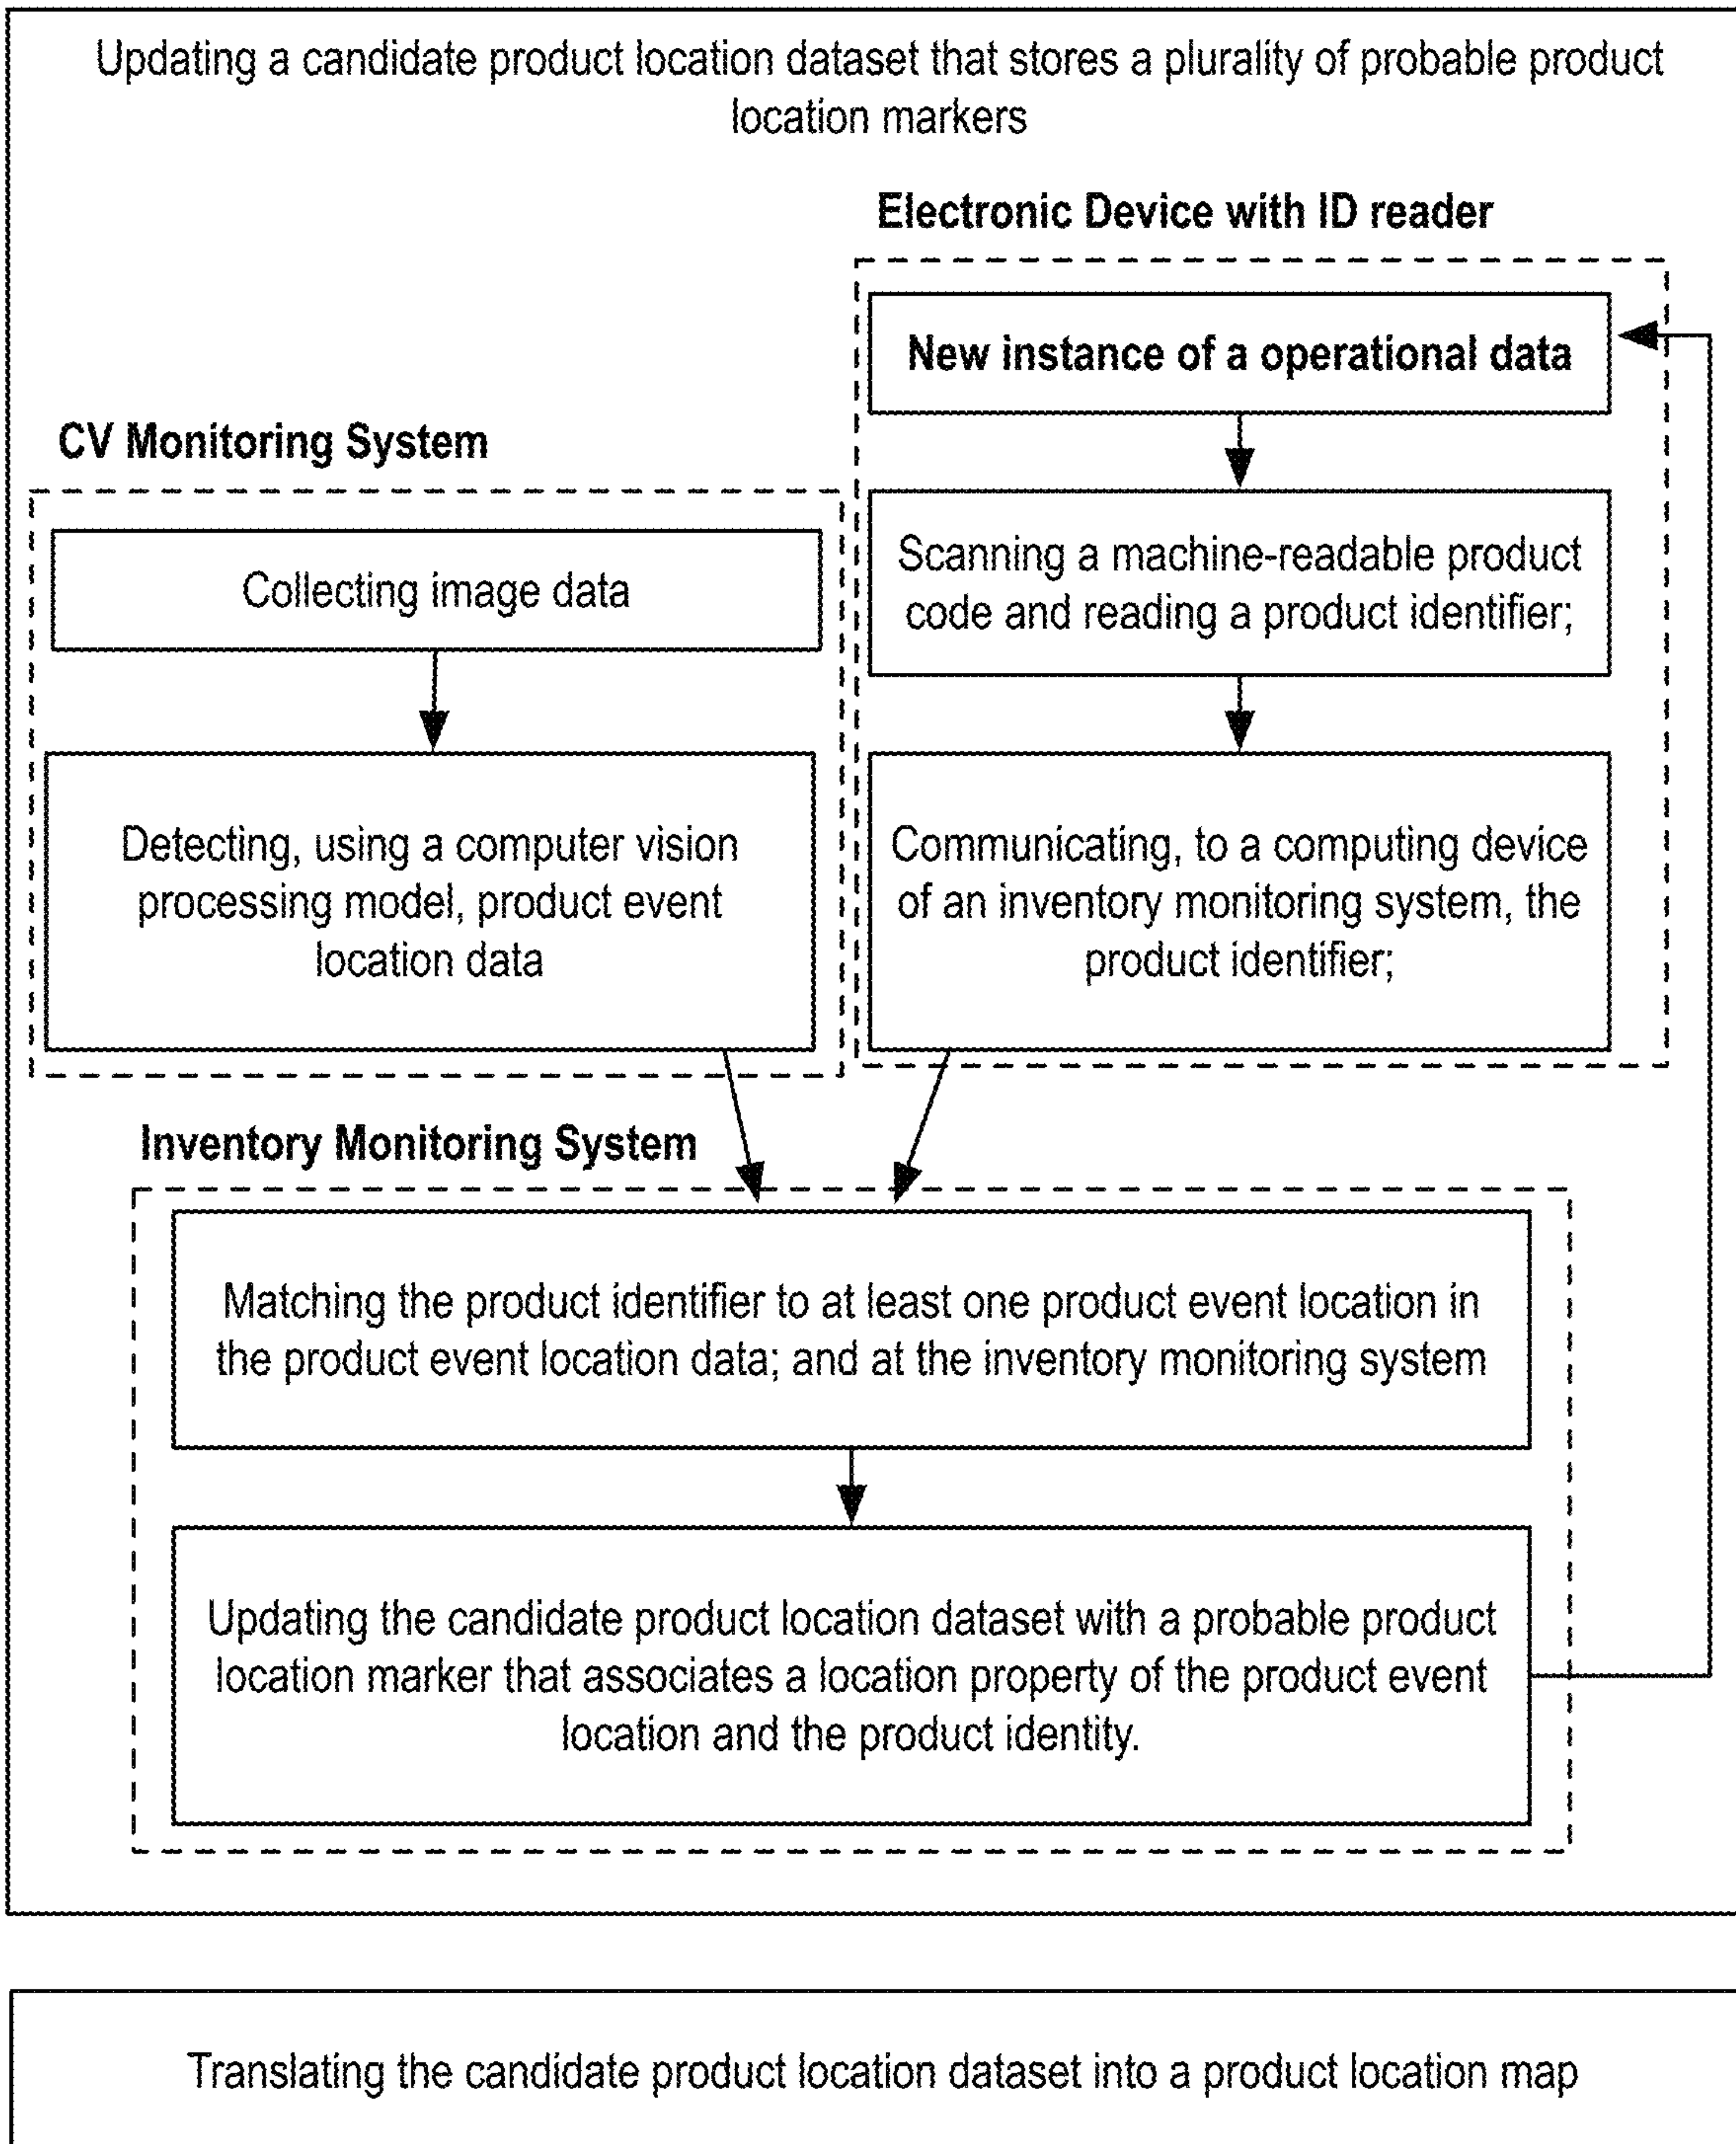 Updating a candidate product location dataset that stores a plurality of probable product
location markers
Electronic Device with ID reader
New instance of a operational data
CV Monitoring System
Collecting image data
Scanning a machine-readable product
code and reading a product identifier;
Detecting, using a computer vision
processing model, product event
location data
Communicating, to a computing device
of an inventory monitoring system, the
product identifier;
Inventory Monitoring System
Matching the product identifier to at least one product event location in
the product event location data; and at the inventory monitoring system
Updating the candidate product location dataset with a probable product
location marker that associates a location property of the product event
location and the product identity.
Translating the candidate product location dataset into a product location map